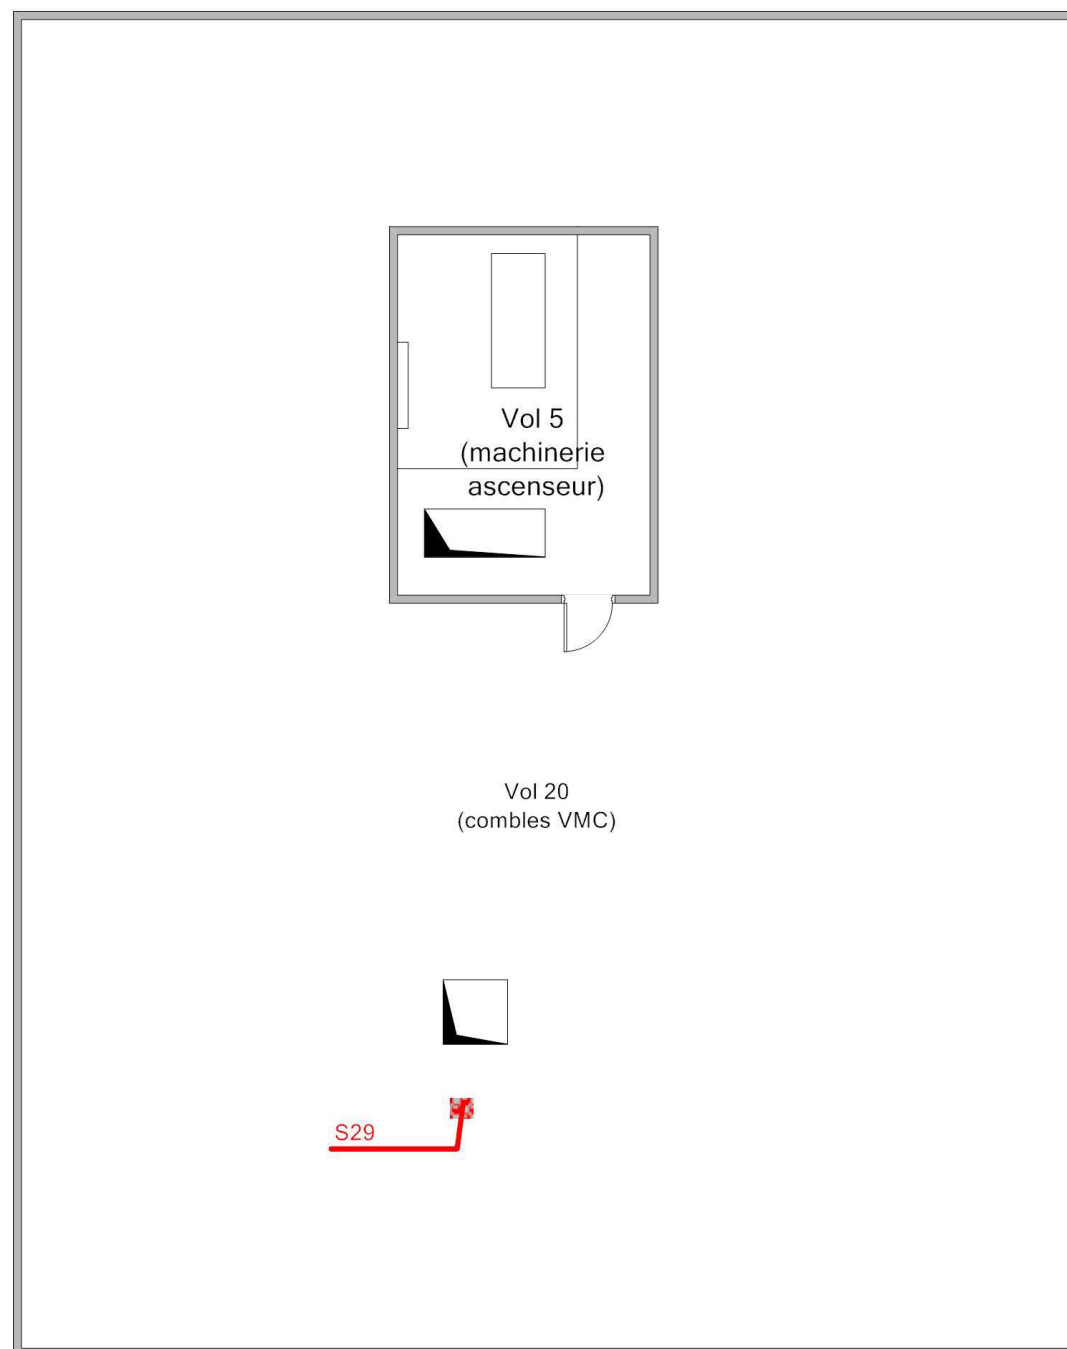 Vol 5
(machinerie
ascenseur)
Vol 20
(combles VMC)
S29